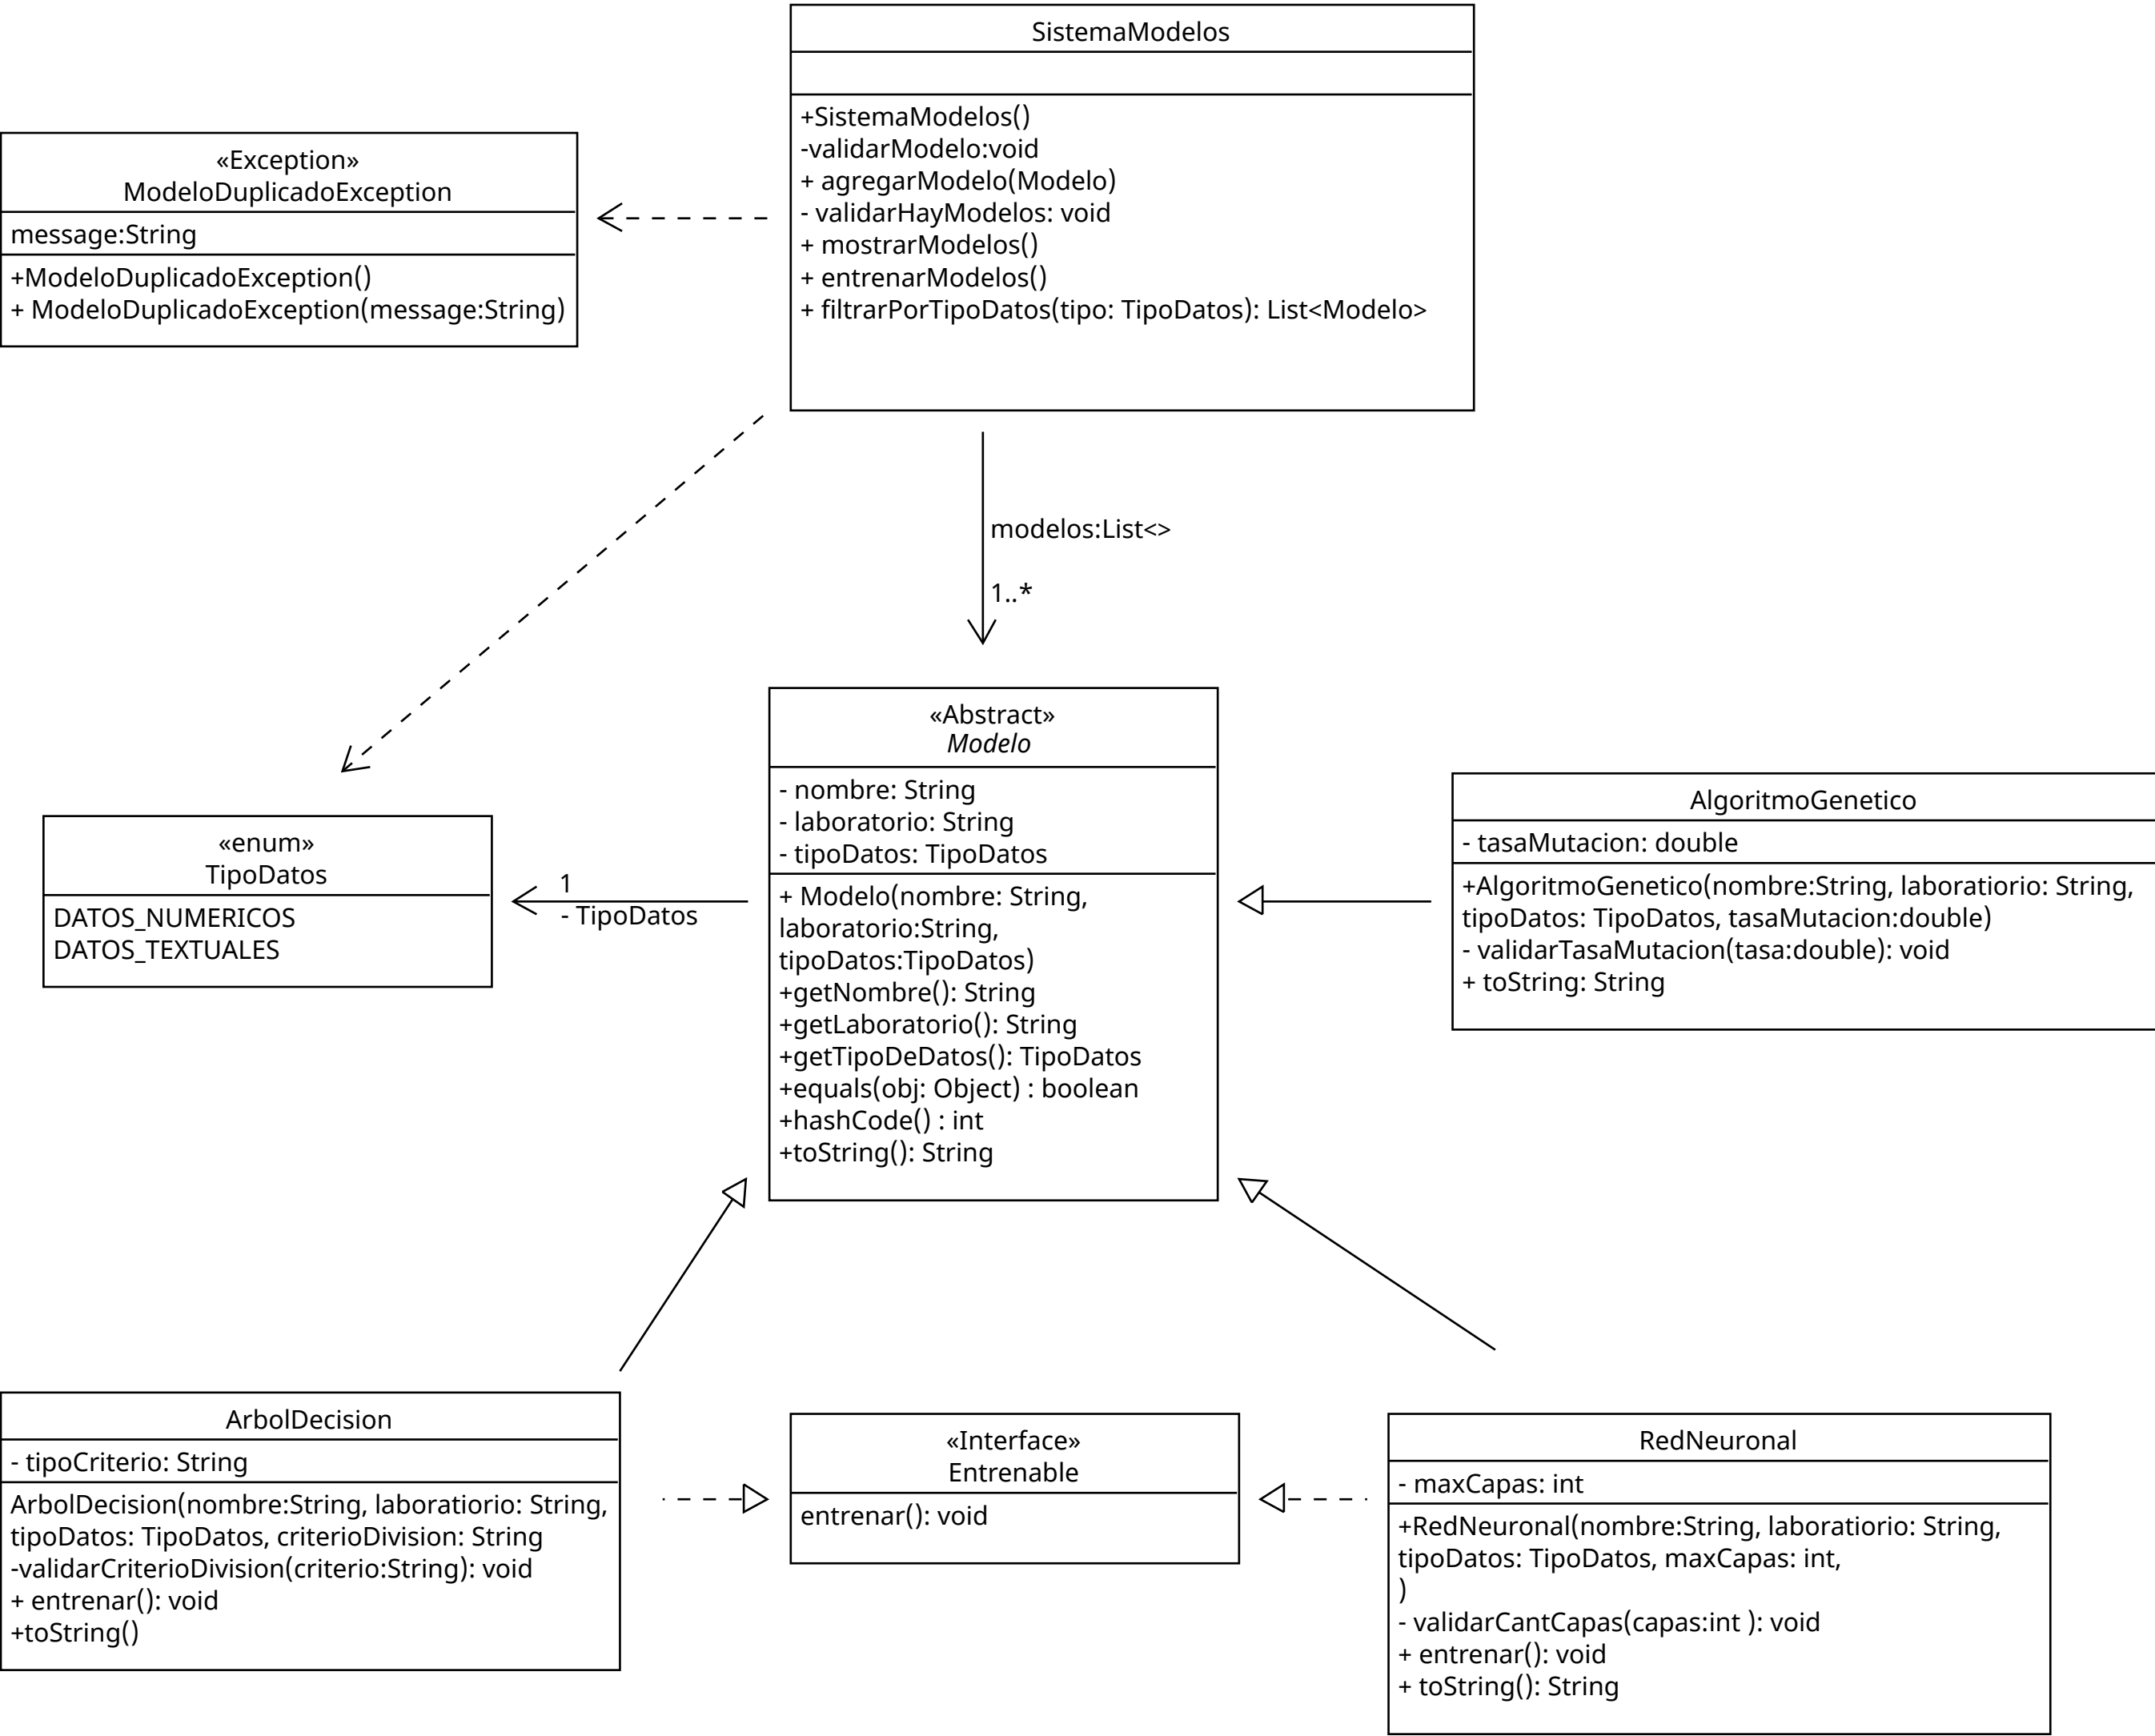 SistemaModelos
+SistemaModelos()
-validarModelo:void
+ agregarModelo(Modelo)
- validarHayModelos: void
+ mostrarModelos()
+ entrenarModelos()
+ filtrarPorTipoDatos(tipo: TipoDatos): List<Modelo>
«Exception»
ModeloDuplicadoException
message:String
+ModeloDuplicadoException()
+ ModeloDuplicadoException(message:String)
modelos:List<>
1..*
«Abstract»
Modelo
- nombre: String
- laboratorio: String
- tipoDatos: TipoDatos
+ Modelo(nombre: String,
laboratorio:String,
tipoDatos:TipoDatos)
+getNombre(): String
+getLaboratorio(): String
+getTipoDeDatos(): TipoDatos
+equals(obj: Object) : boolean
+hashCode() : int
+toString(): String
«enum»
TipoDatos
DATOS_NUMERICOS
DATOS_TEXTUALES
1
- TipoDatos
AlgoritmoGenetico
- tasaMutacion: double
+AlgoritmoGenetico(nombre:String, laboratiorio: String,
tipoDatos: TipoDatos, tasaMutacion:double)
- validarTasaMutacion(tasa:double): void
+ toString: String
ArbolDecision
- tipoCriterio: String
ArbolDecision(nombre:String, laboratiorio: String,
tipoDatos: TipoDatos, criterioDivision: String
-validarCriterioDivision(criterio:String): void
+ entrenar(): void
+toString()
«Interface»
Entrenable
entrenar(): void
RedNeuronal
- maxCapas: int
+RedNeuronal(nombre:String, laboratiorio: String,
tipoDatos: TipoDatos, maxCapas: int,
)
- validarCantCapas(capas:int ): void
+ entrenar(): void
+ toString(): String